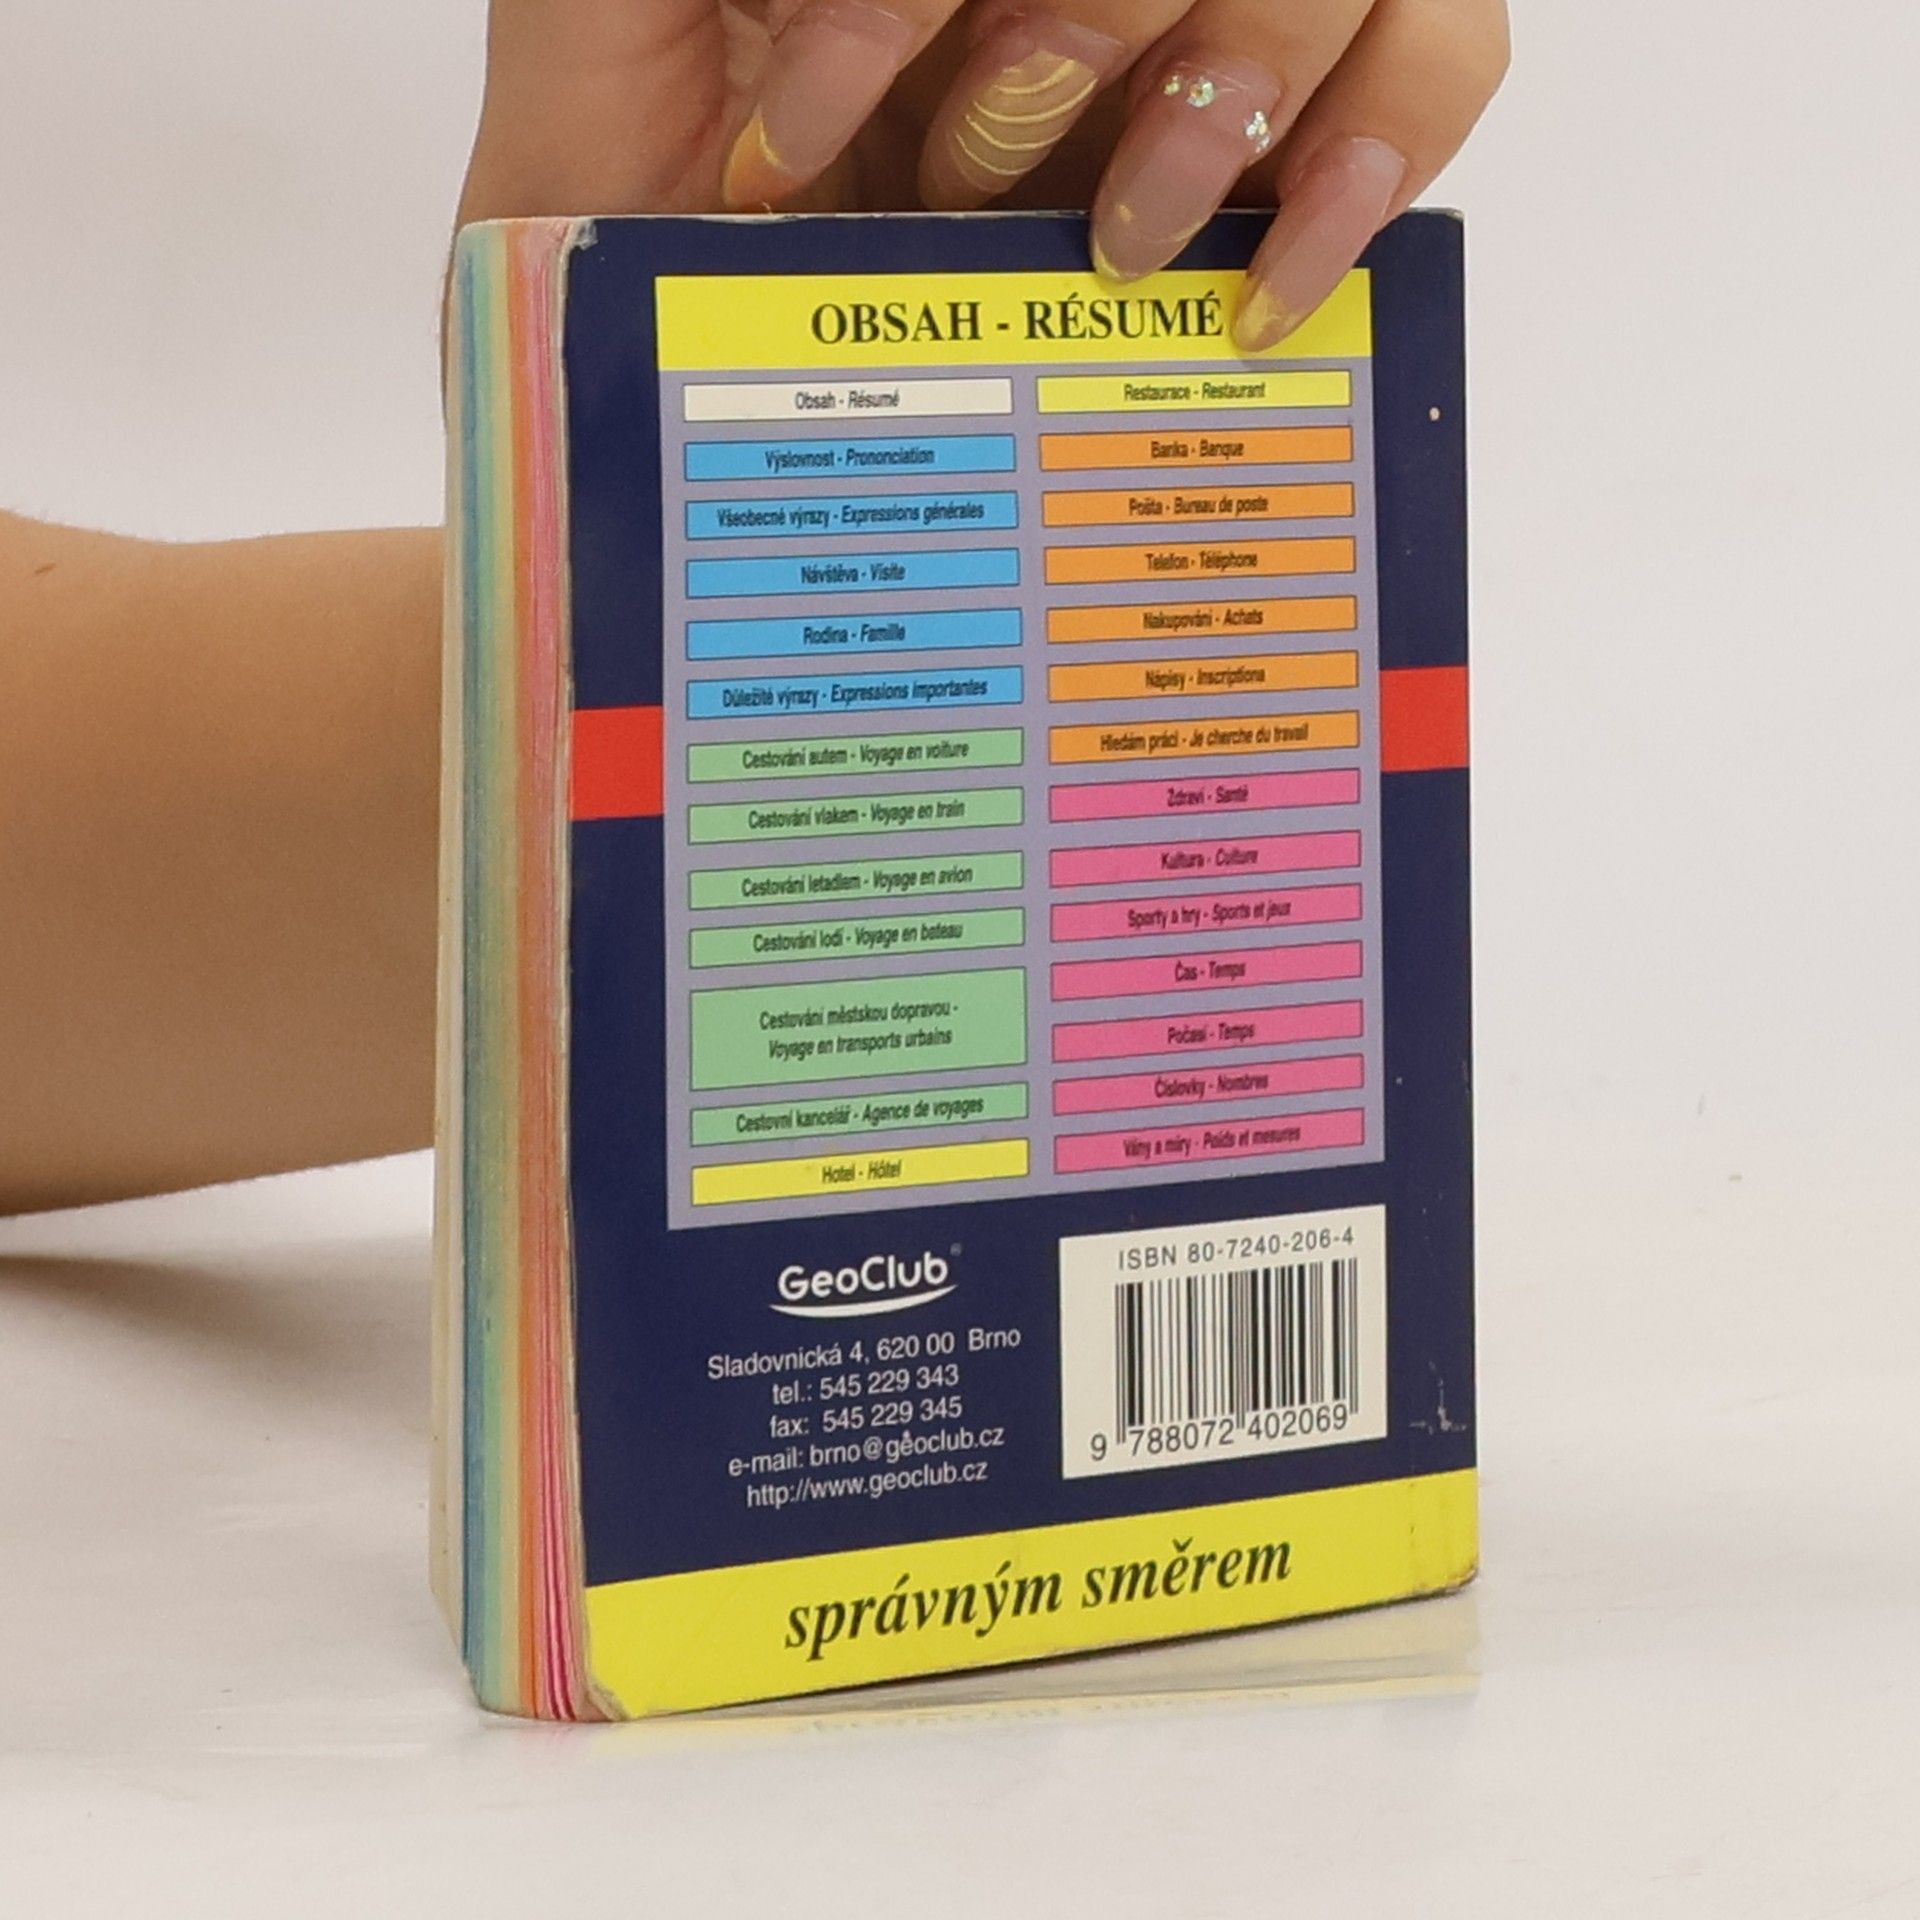 OBSAH - RÉSUMÉ
Obsah - Résumé
Výslovnost - Prononciation
Všeobecné výrazy - Expressions générales
Návštěva - Visite
Rodina - Famille
Důležité výrazy - Expressions importantes
Cestování autem - Voyage en voiture
Cestování vlakem - Voyage en train
Cestování letadlem - Voyage en avion
Cestování lodí - Voyage en bateau
Cestování městskou dopravou -
Voyage en transports urbains
Cestovní kancelář - Agence de voyages
Hotel - Hôtel
Restaurace - Restaurant
Banka - Banque
Pošta - Bureau de poste
Telefon - Téléphone
Nakupování - Achats
Nápisy - Inscriptions
Hledám práci - Je cherche du travail
Zdraví - Santé
Kultura - Culture
Sporty a hry - Sports et jeux
Čas - Temps
Počasí - Temps
Číslovky - Nombres
Váhy a míry - Poids et mesures
GeoClub®
Sladovnická 4, 620 00 Brno
tel.: 545 229 343
fax: 545 229 345
e-mail: brno@geoclub.cz
http://www.geoclub.cz
ISBN 80-7240-206-4
9 788072 402069
správným směrem